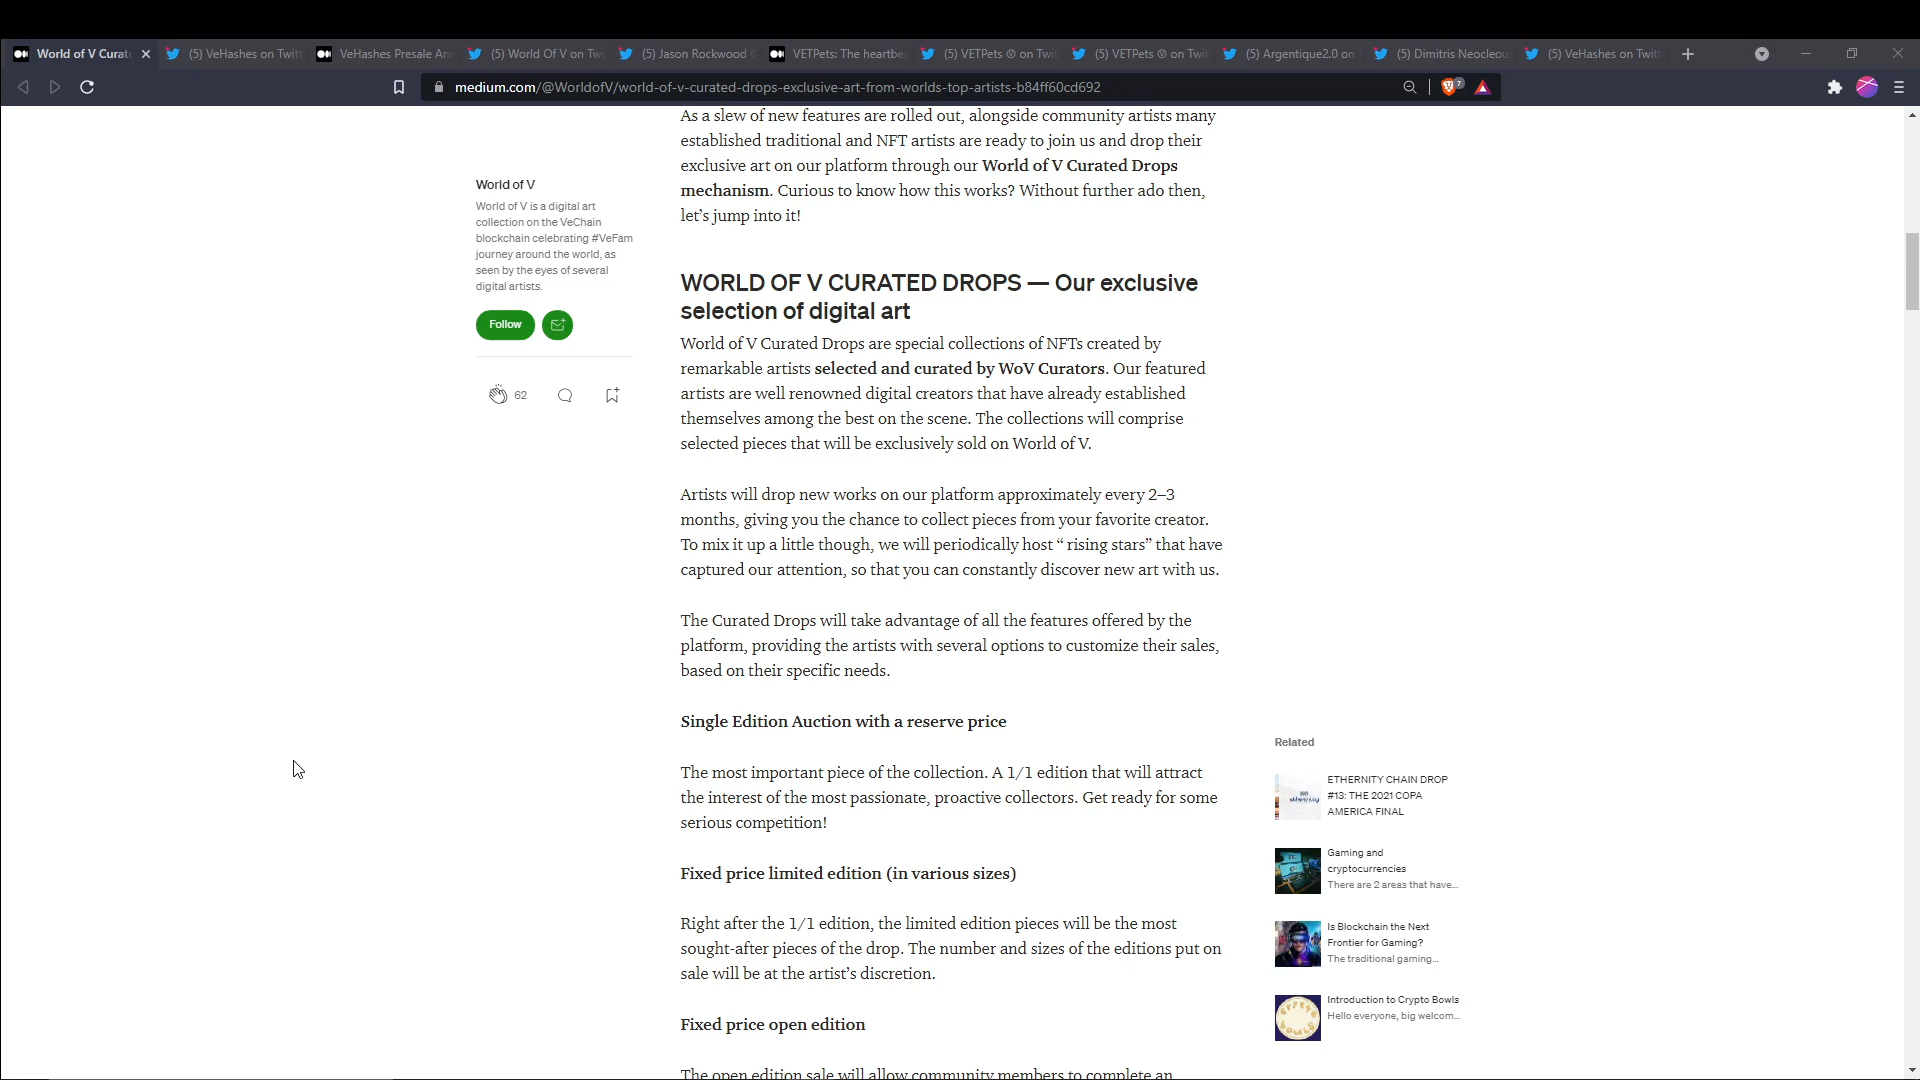 World of V Curat
(5) VeHashes on Twitt
VeHashes Presale Ann
(5) World Of V on Tw
(5) Jason Rockwood
VETPets: The heartbe
(5) VETPets Ⓥ on Twit
(5) VETPets Ⓥ on Twi
(5) Argentique2.0 on
(5) Dimitris Neocleou
(5) VeHashes on Twitt
medium.com/@WorldofV/world-of-v-curated-drops-exclusive-art-from-worlds-top-artists-b84ff60cd692
7
As a slew of new features are rolled out, alongside community artists many
established traditional and NFT artists are ready to join us and drop their
exclusive art on our platform through our World of V Curated Drops
mechanism. Curious to know how this works? Without further ado then,
let's jump into it!
World of V
World of V is a digital art
collection on the VeChain
blockchain celebrating #VeFam
journey around the world, as
seen by the eyes of several
digital artists.
Follow
62
WORLD OF V CURATED DROPS — Our exclusive
selection of digital art
World of V Curated Drops are special collections of NFTs created by
remarkable artists selected and curated by WoV Curators. Our featured
artists are well renowned digital creators that have already established
themselves among the best on the scene. The collections will comprise
selected pieces that will be exclusively sold on World of V.
Artists will drop new works on our platform approximately every 2–3
months, giving you the chance to collect pieces from your favorite creator.
To mix it up a little though, we will periodically host “ rising stars” that have
captured our attention, so that you can constantly discover new art with us.
The Curated Drops will take advantage of all the features offered by the
platform, providing the artists with several options to customize their sales,
based on their specific needs.
Single Edition Auction with a reserve price
The most important piece of the collection. A 1/1 edition that will attract
the interest of the most passionate, proactive collectors. Get ready for some
serious competition!
Fixed price limited edition (in various sizes)
Right after the 1/1 edition, the limited edition pieces will be the most
sought-after pieces of the drop. The number and sizes of the editions put on
sale will be at the artist's discretion.
Fixed price open edition
The open edition sale will allow community members to complete an
Related
ETHERNITY CHAIN DROP
#13: THE 2021 COPA
AMERICA FINAL
Gaming and
cryptocurrencies
There are 2 areas that have...
Is Blockchain the Next
Frontier for Gaming?
The traditional gaming...
Introduction to Crypto Bowls
Hello everyone, big welcom...